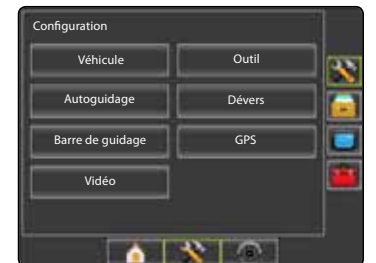 Configuration
Véhicule
Outil
Autoguidage
Dévers
Barre de guidage
GPS
Vidéo